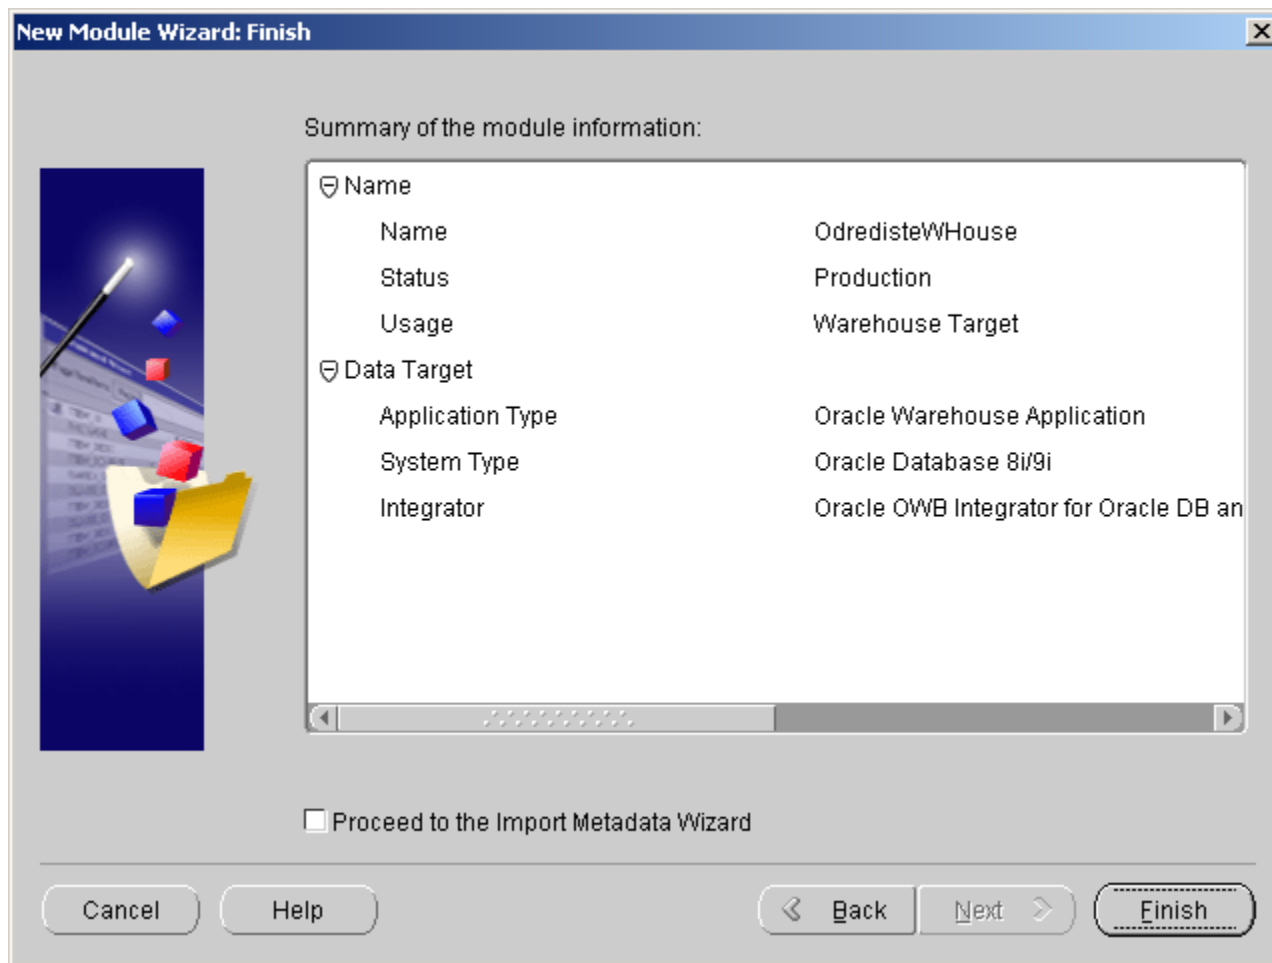 New Module Wizard: Finish
Summary of the module information:
Name
Name OdredisteWHouse
Status Production
Usage Warehouse Target
Data Target
Application Type Oracle Warehouse Application
System Type Oracle Database 8i/9i
Integrator Oracle OWB Integrator for Oracle DB an
Proceed to the Import Metadata Wizard
Cancel Help Back Next Finish